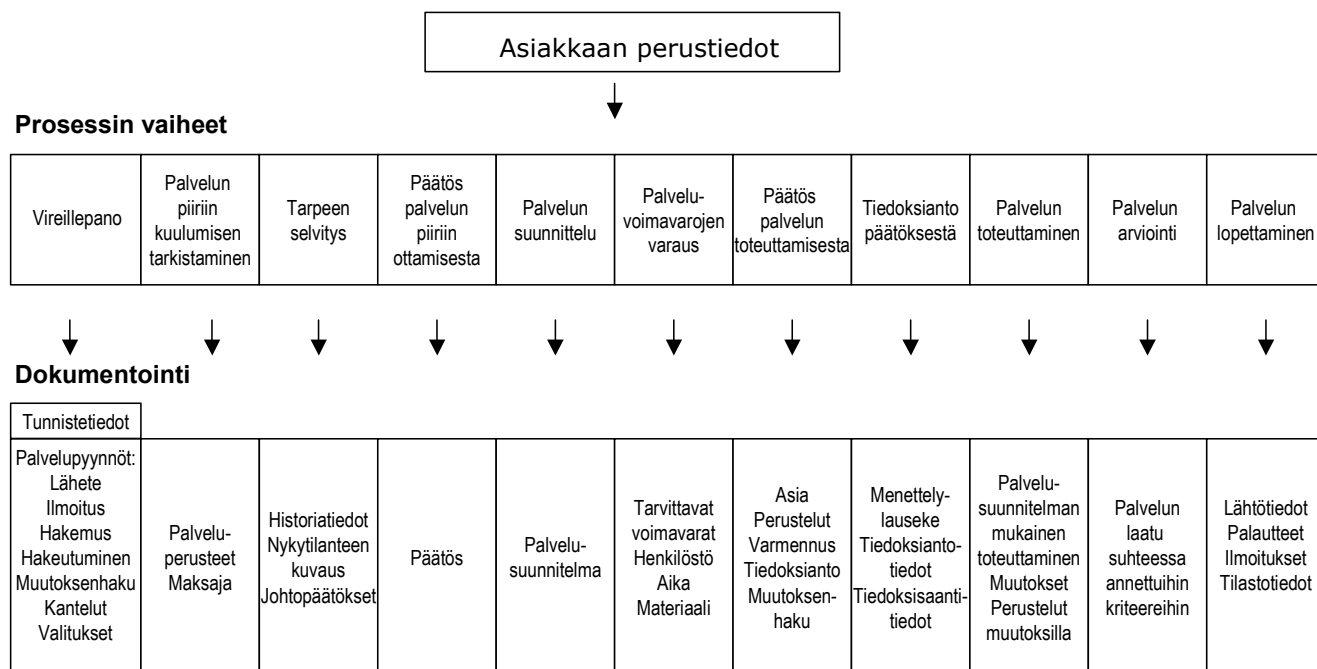 Asiakkaan perustiedot
Prosessin vaiheet
Vireillepano
Palvelun
piiriin
kuulumisen
tarkistaminen
Tarpeen
selvitys
Päätös
palvelun
piiriin
ottamisesta
Palvelun
suunnittelu
Palvelu-
voimavarojen
varaus
Päätös
palvelun
toteuttamisesta
Tiedoksianto
päätöksestä
Palvelun
toteuttaminen
Palvelun
arviointi
Palvelun
lopettaminen
Dokumentointi
Tunnistetiedot
Palvelupyynnöt:
Lähete
Ilmoitus
Hakemus
Hakeutuminen
Muutoksenhaku
Kantelut
Valitukset
Palvelu-
perusteet
Maksaja
Historiatiedot
Nykytilanteen
kuvaus
Johtopäätökset
Päätös
Palvelu-
suunnitelma
Tarvittavat
voimavarat
Henkilöstö
Aika
Materiaali
Asia
Perustelut
Varmennus
Tiedoksianto
Muutoksen-
haku
Menettely-
lauseke
Tiedoksianto-
tiedot
Tiedoksisaanti-
tiedot
Palvelu-
suunnitelman
mukainen
toteuttaminen
Muutokset
Perustelut
muutoksilla
Palvelun
laatu
suhteessa
annettuihin
kriteereihin
Lähtötiedot
Palautteet
Ilmoitukset
Tilastotiedot